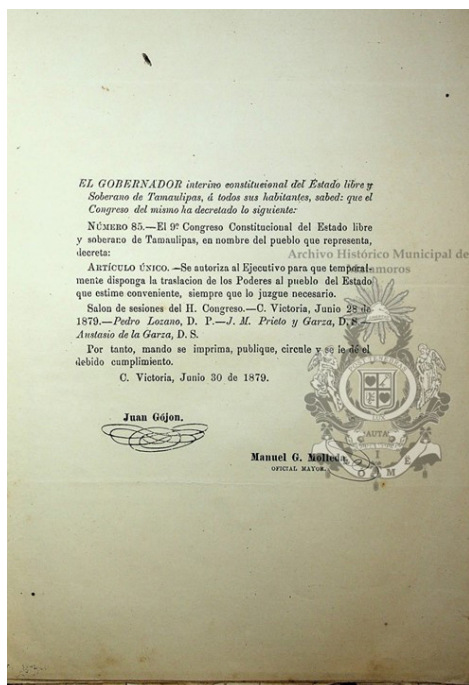 EL GOBERNADOR interino constitucional del Estado libre y
Soberano de Tamaulipas, á todos sus habitantes, sabed: que el
Congreso del mismo ha decretado lo siguiente:
NÚMERO 85.—El 9º Congreso Constitucional del Estado libre
y soberano de Tamaulipas, en nombre del pueblo que representa,
decreta:
Archivo Histórico Municipal de
Matamoros
ARTÍCULO ÚNICO.—Se autoriza al Ejecutivo para que temporal-
mente disponga la traslacion de los Poderes al pueblo del Estado
que estime conveniente, siempre que lo juzgue necesario.
Salon de sesiones del H. Congreso.—C. Victoria, Junio 28 de
1879.—Pedro Lozano, D. P.—J. M. Prieto y Garza, D. S.—
Anstasio de la Garza, D. S.
Por tanto, mando se imprima, publique, circule y se le dé el
debido cumplimiento.
C. Victoria, Junio 30 de 1879.
Juan Gójon.
Manuel G. Molleda.
OFICIAL MAYOR.